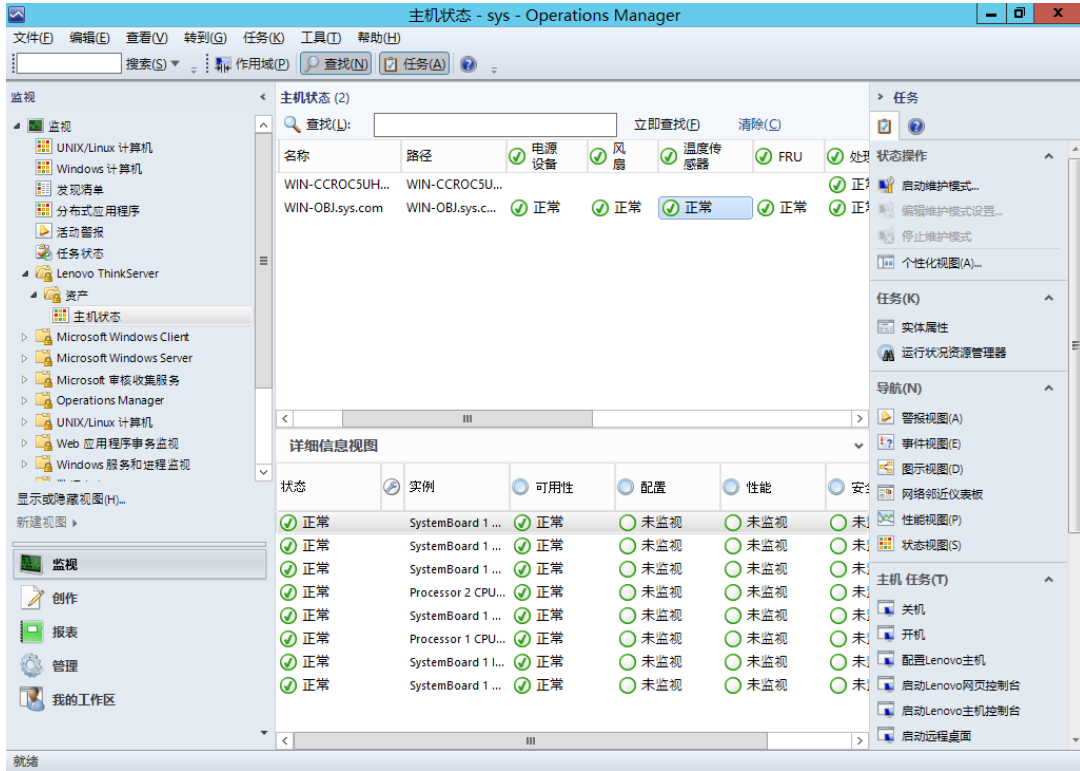 主机状态 - sys - Operations Manager
文件(F) 编辑(E) 查看(V) 转到(G) 任务(K) 工具(T) 帮助(H)
搜索(S) 作用域(P) 查找(N) 任务(A)
监视
监视
UNIX/Linux 计算机
Windows 计算机
发现清单
分布式应用程序
活动警报
任务状态
Lenovo ThinkServer
资产
主机状态
Microsoft Windows Client
Microsoft Windows Server
Microsoft 审核收集服务
Operations Manager
UNIX/Linux 计算机
Web 应用程序事务监视
Windows 服务和进程监视
显示或隐藏视图(H)...
新建视图
监视
创作
报表
管理
我的工作区
主机状态 (2)
查找(L): 立即查找(F) 清除(C)
名称 路径 电源设备 风扇 温度传感器 FRU 处理
WIN-CCROC5UH... WIN-CCROC5U... 正常
WIN-OBJ.sys.com WIN-OBJ.sys.c... 正常 正常 正常 正常 正常
详细信息视图
状态 实例 可用性 配置 性能 安全
正常 SystemBoard 1 ... 正常 未监视 未监视 未
正常 SystemBoard 1 ... 正常 未监视 未监视 未
正常 SystemBoard 1 ... 正常 未监视 未监视 未
正常 Processor 2 CPU... 正常 未监视 未监视 未
正常 SystemBoard 1 ... 正常 未监视 未监视 未
正常 Processor 1 CPU... 正常 未监视 未监视 未
正常 SystemBoard 1 I... 正常 未监视 未监视 未
正常 SystemBoard 1 ... 正常 未监视 未监视 未
任务
状态操作
启动维护模式...
编辑维护模式设置...
停止维护模式
个性化视图(A)...
任务(K)
实体属性
运行状况资源管理器
导航(N)
警报视图(A)
事件视图(E)
图示视图(D)
网络邻近仪表板
性能视图(P)
状态视图(S)
主机 任务(T)
关机
开机
配置Lenovo主机
启动Lenovo网页控制台
启动Lenovo主机控制台
启动远程桌面
就绪